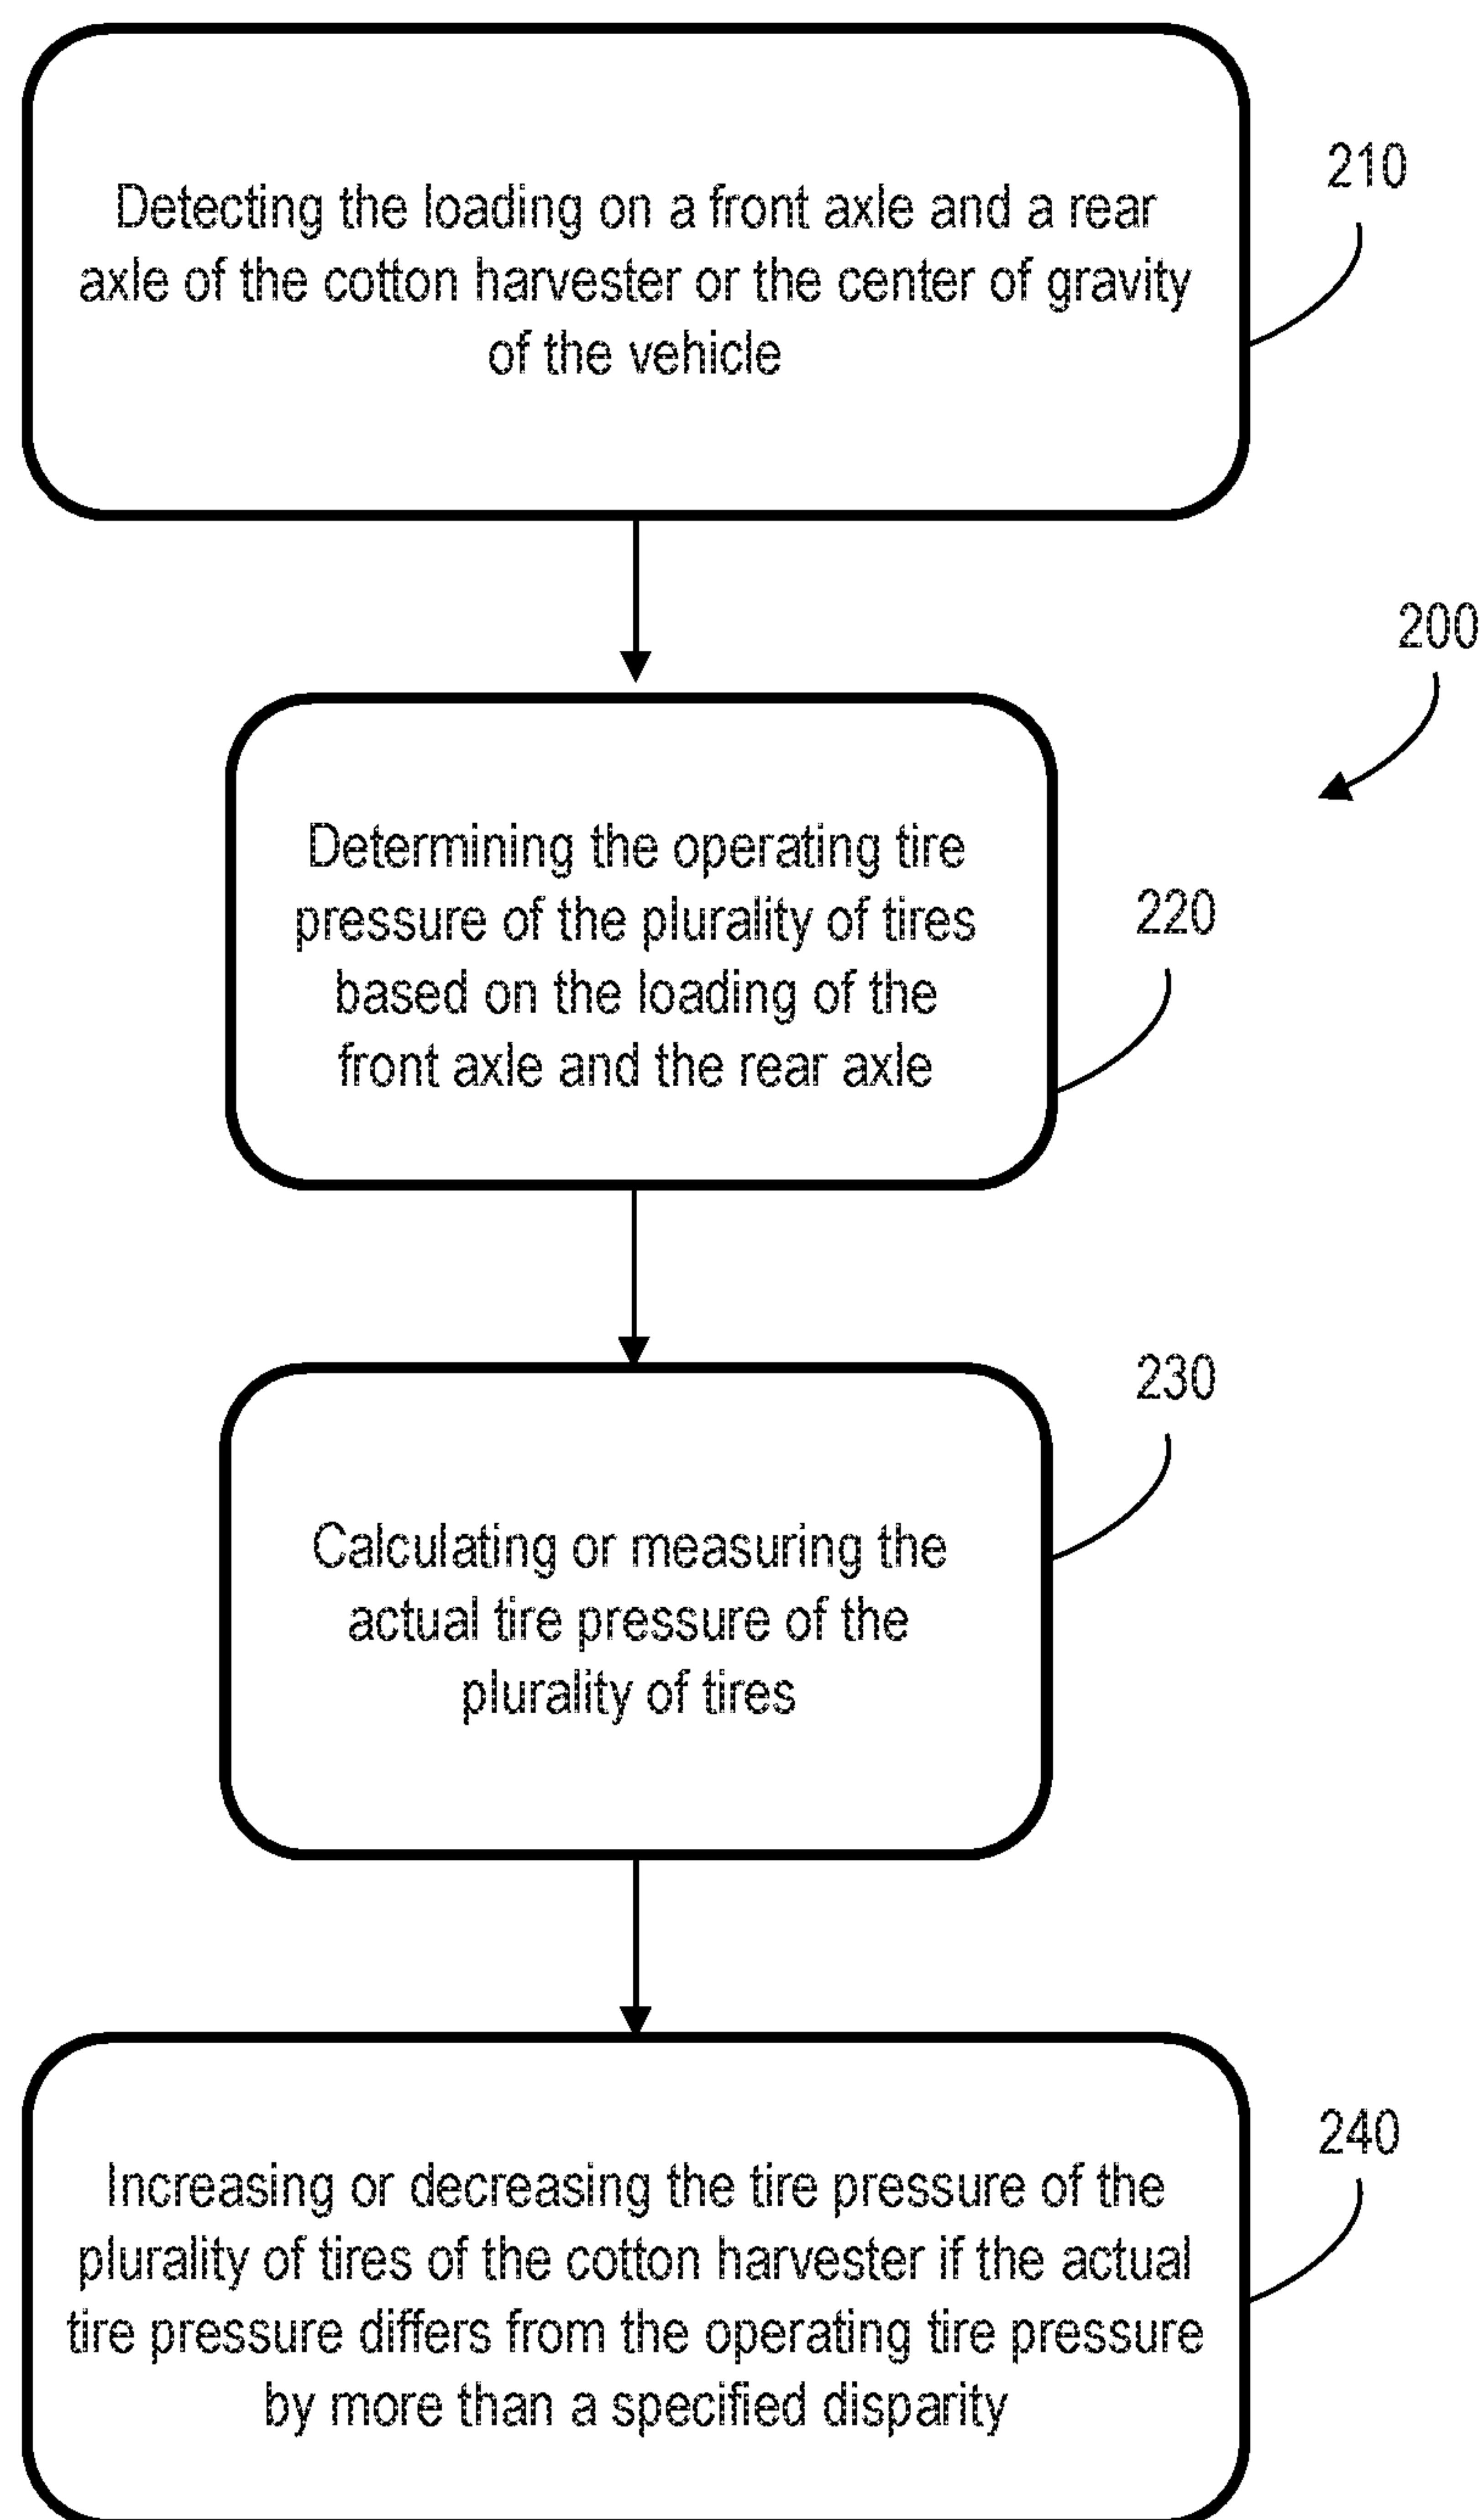 Detecting the loading on a front axle and a rear
axle of the cotton harvester or the center of gravity
of the vehicle
210
200
Determining the operating tire
pressure of the plurality of tires
based on the loading of the
front axle and the rear axle
220
230
Calculating or measuring the
actual tire pressure of the
plurality of tires
240
Increasing or decreasing the tire pressure of the
plurality of tires of the cotton harvester if the actual
tire pressure differs from the operating tire pressure
by more than a specified disparity